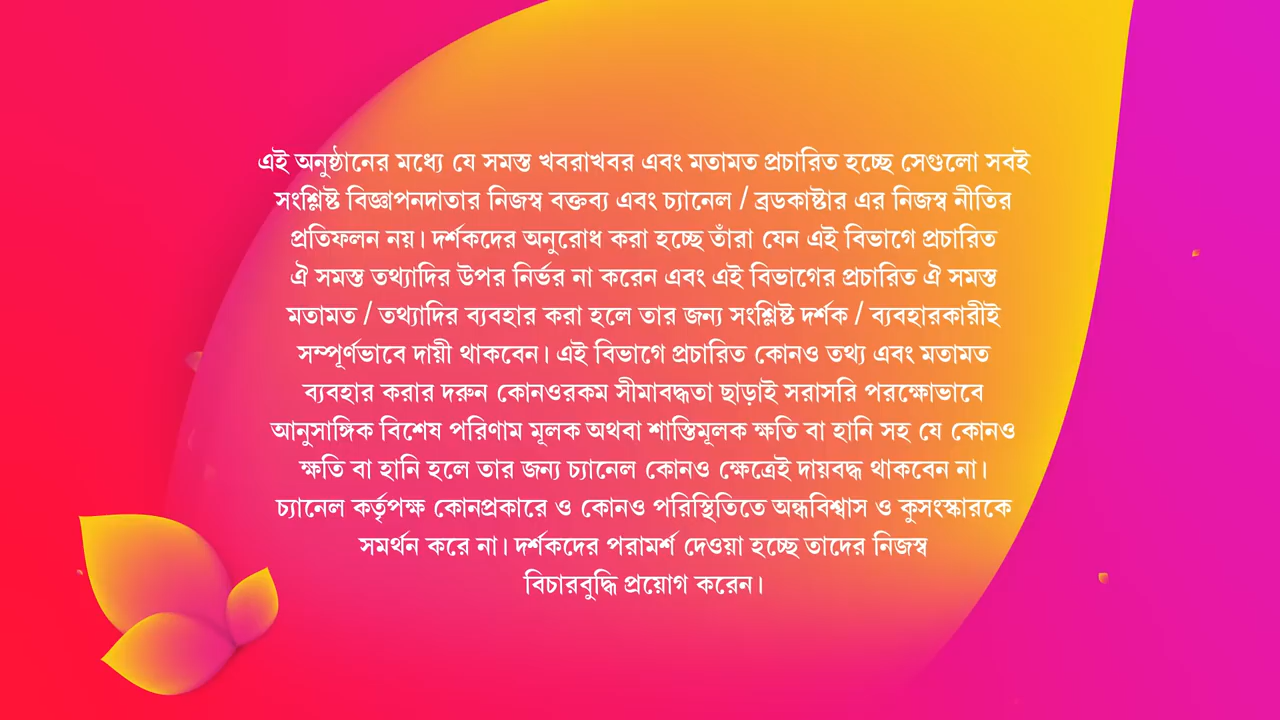 এই অনুষ্ঠানের মধ্যে যে সমস্ত খবরাখবর এবং মতামত প্রচারিত হচ্ছে সেগুলো সবই
সংশ্লিষ্ট বিজ্ঞাপনদাতার নিজস্ব বক্তব্য এবং চ্যানেল / ব্রডকাষ্টার এর নিজস্ব নীতির
প্রতিফলন নয়। দর্শকদের অনুরোধ করা হচ্ছে তাঁরা যেন এই বিভাগে প্রচারিত
ঐ সমস্ত তথ্যাদির উপর নির্ভর না করেন এবং এই বিভাগের প্রচারিত ঐ সমস্ত
মতামত / তথ্যাদির ব্যবহার করা হলে তার জন্য সংশ্লিষ্ট দর্শক / ব্যবহারকারীই
সম্পূর্ণভাবে দায়ী থাকবেন। এই বিভাগে প্রচারিত কোনও তথ্য এবং মতামত
ব্যবহার করার দরুন কোনওরকম সীমাবদ্ধতা ছাড়াই সরাসরি পরক্ষোভাবে
আনুসাঙ্গিক বিশেষ পরিণাম মূলক অথবা শাস্তিমূলক ক্ষতি বা হানি সহ যে কোনও
ক্ষতি বা হানি হলে তার জন্য চ্যানেল কোনও ক্ষেত্রেই দায়বদ্ধ থাকবেন না।
চ্যানেল কর্তৃপক্ষ কোনপ্রকারে ও কোনও পরিস্থিতিতে অন্ধবিশ্বাস ও কুসংস্কারকে
সমর্থন করে না। দর্শকদের পরামর্শ দেওয়া হচ্ছে তাদের নিজস্ব
বিচারবুদ্ধি প্রয়োগ করেন।